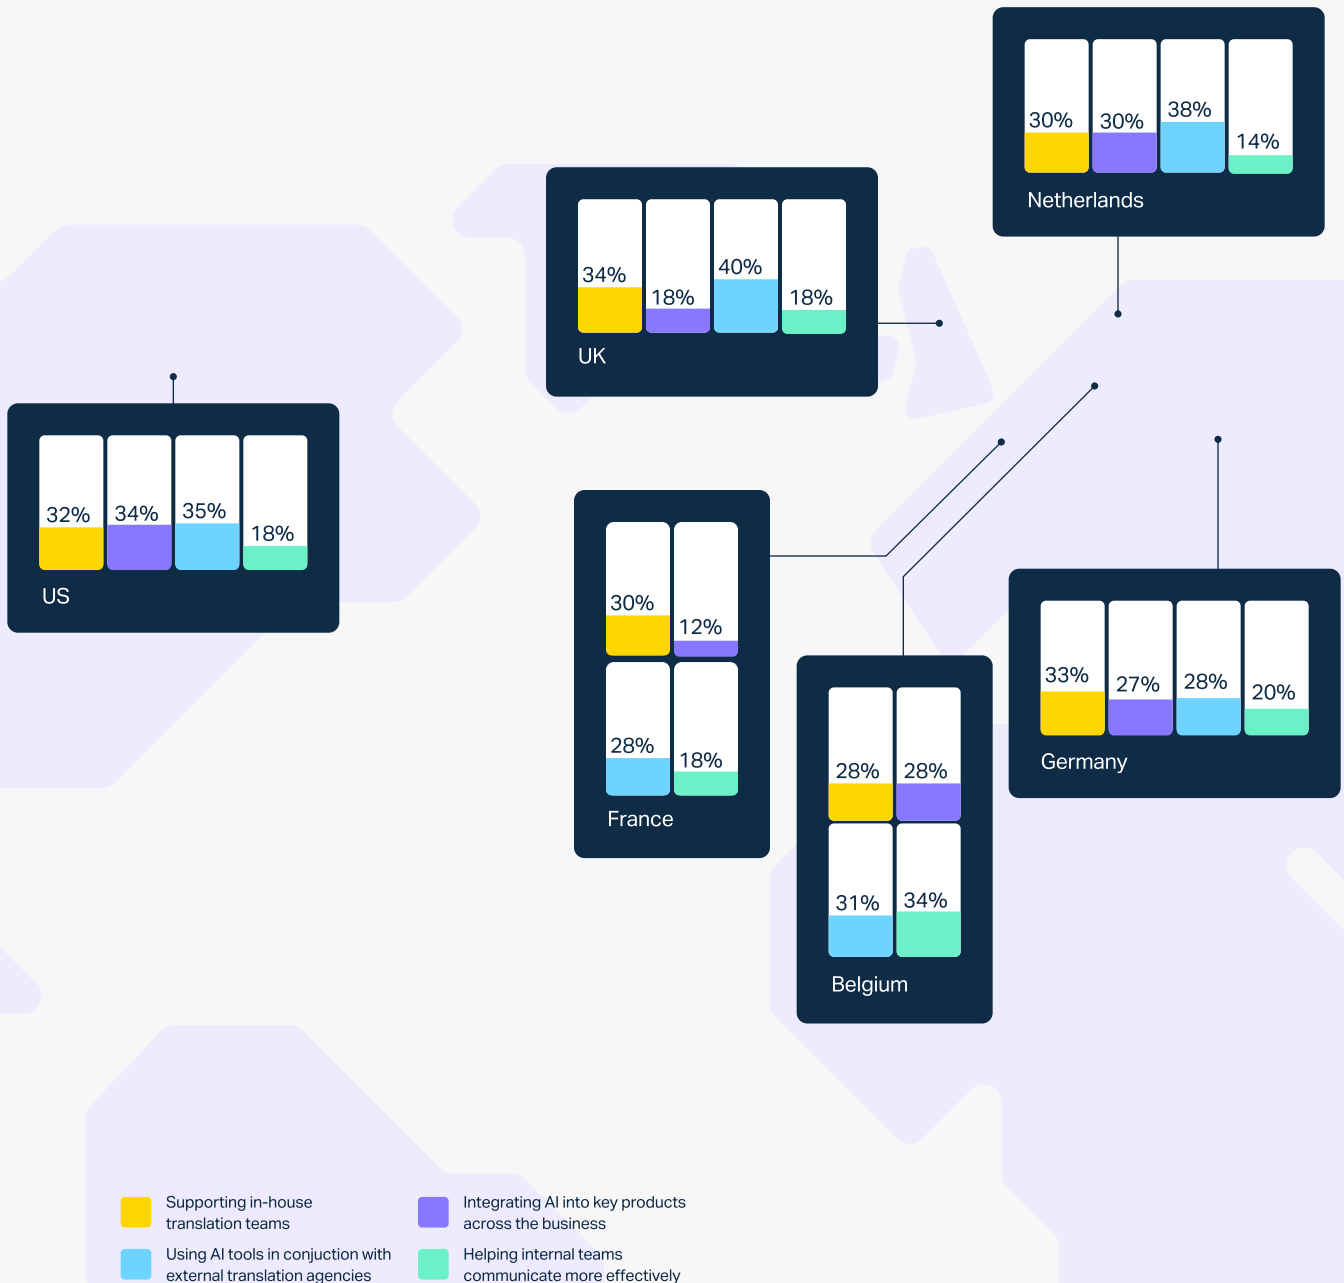 30% 30% 38% 14%
Netherlands
34% 18% 40% 18%
UK
32% 34% 35% 18%
US
30% 12%
28% 18%
France
28% 28%
31% 34%
Belgium
33% 27% 28% 20%
Germany
Supporting in-house
translation teams
Integrating AI into key products
across the business
Using AI tools in conjuction with
external translation agencies
Helping internal teams
communicate more effectively